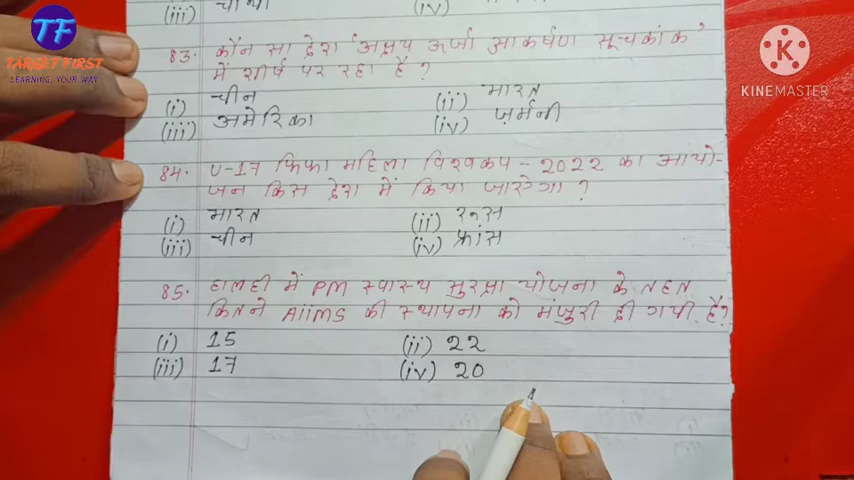 (iii) (iv)
TF
TARGET FIRST
LEARNING, YOUR WAY
KINEMASTER
83. कौन सा देश 'अक्षय ऊर्जा आकर्षण सूचकांक'
में शीर्ष पर रहा है?
(i) चीन (ii) भारत
(iii) अमेरिका (iv) ज़र्मनी
84. U-17 फिफा महिला विश्वकप - 2022 का आयो-
जन किस देश में किया जाएगा?
(i) भारत (ii) रूस
(iii) चीन (iv) फ्रांस
85. हालही में PM स्वास्थ्य सुरक्षा योजना के तहत
कितने AiiMS की स्थापना को मंजुरी दी गयी है?
(i) 15 (ii) 22
(iii) 17 (iv) 20